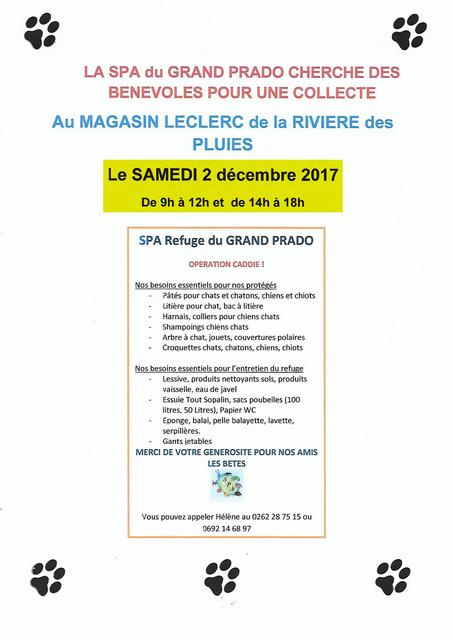 LA SPA du GRAND PRADO CHERCHE DES
BENEVOLES POUR UNE COLLECTE
Au MAGASIN LECLERC de la RIVIERE des
PLUIES
Le SAMEDI 2 décembre 2017
De 9h à 12h et de 14h à 18h
SPA Refuge du GRAND PRADO
OPERATION CADDIE !
Nos besoins essentiels pour nos protégés
- Pâtés pour chats et chatons, chiens et chiots
- Litière pour chat, bac à litière
- Harnais, colliers pour chiens chats
- Shampoings chiens chats
- Arbre à chat, jouets, couvertures polaires
- Croquettes chats, chatons, chiens, chiots
Nos besoins essentiels pour l'entretien du refuge
- Lessive, produits nettoyants sols, produits
vaisselle, eau de javel
- Essuie Tout Sopalin, sacs poubelles (100
litres, 50 Litres), Papier WC
- Eponge, balai, pelle balayette, lavette,
serpillères.
- Gants jetables
MERCI DE VOTRE GENEROSITE POUR NOS AMIS
LES BETES
SPA
Vous pouvez appeler Hélène au 0262 28 75 15 ou
0692 14 68 97